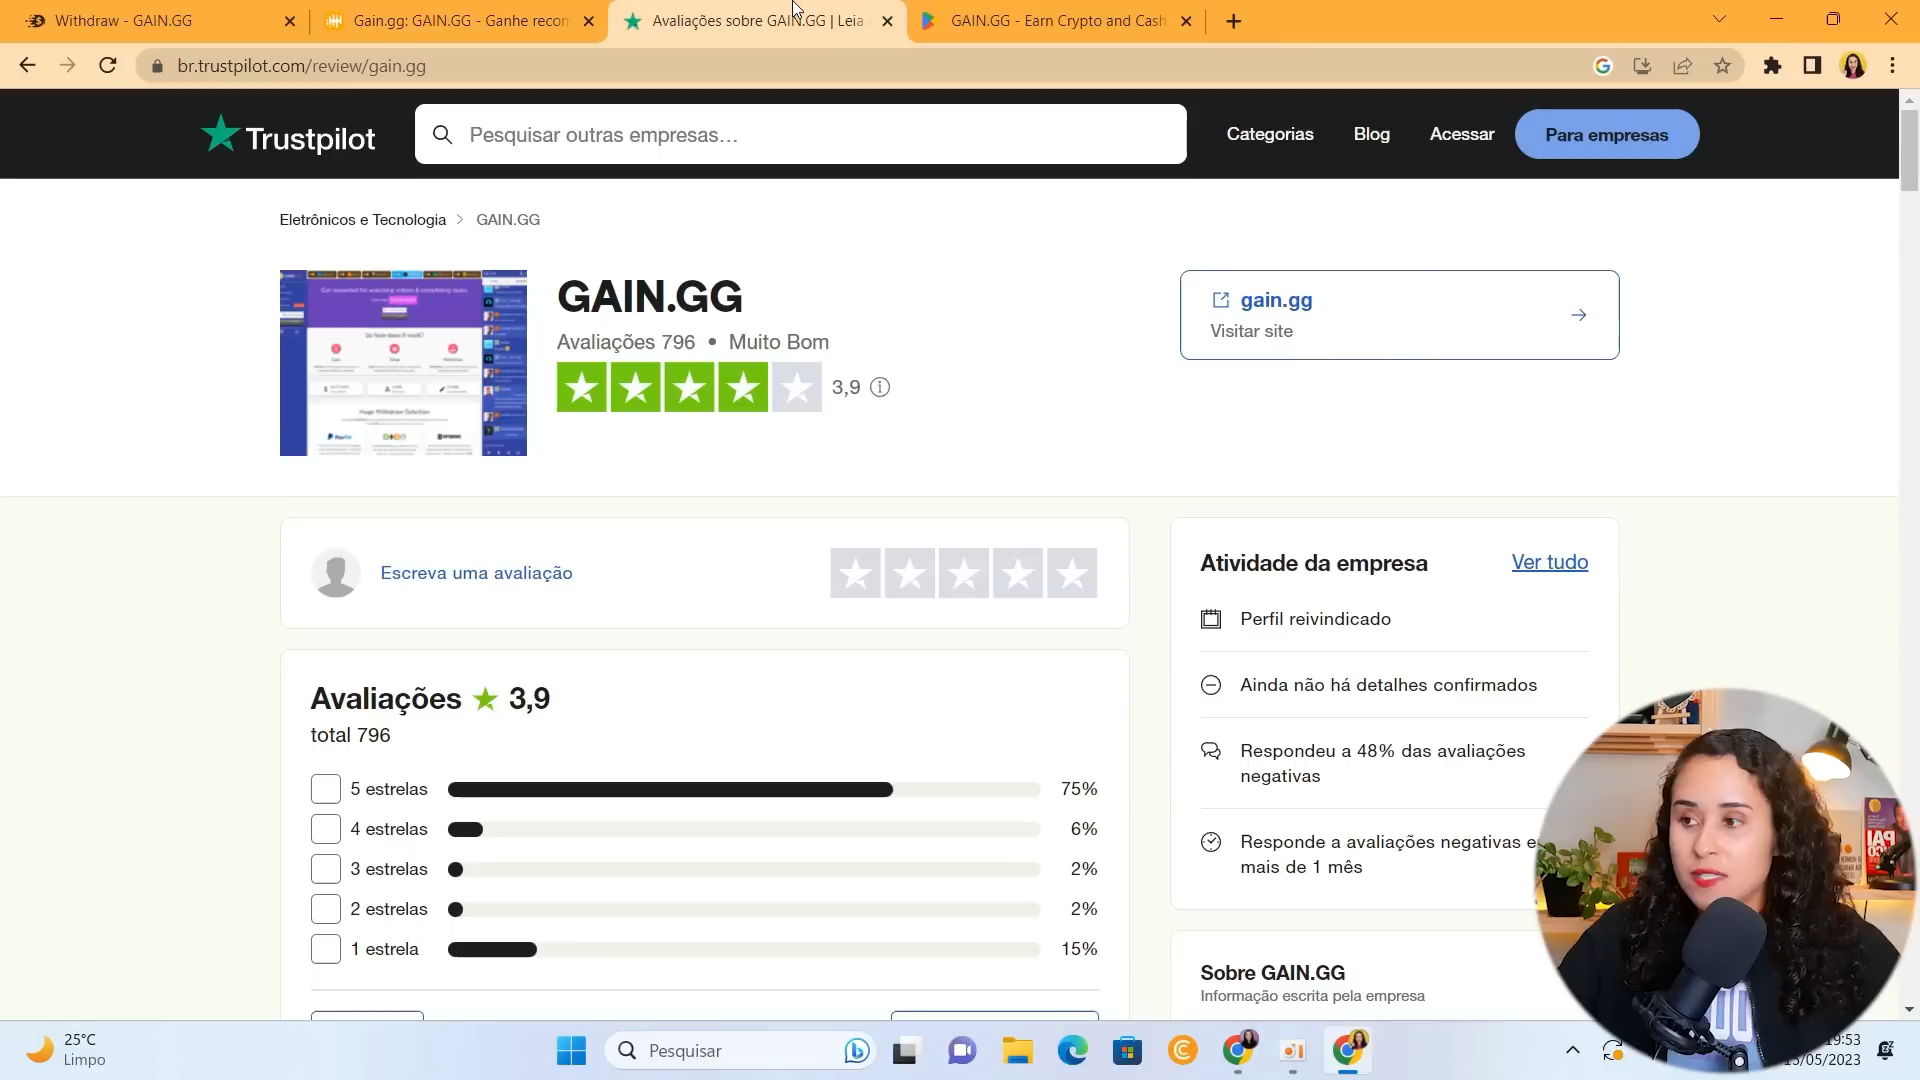 Withdraw - GAIN.GG
Gain.gg: GAIN.GG - Ganhe recom
Avaliações sobre GAIN.GG | Leia
GAIN.GG - Earn Crypto and Cash
br.trustpilot.com/review/gain.gg
Trustpilot
Pesquisar outras empresas...
Categorias
Blog
Acessar
Para empresas
Eletrônicos e Tecnologia > GAIN.GG
GAIN.GG
Avaliações 796 • Muito Bom
3,9
gain.gg
Visitar site
Escreva uma avaliação
Avaliações 3,9
total 796
5 estrelas 75%
4 estrelas 6%
3 estrelas 2%
2 estrelas 2%
1 estrela 15%
Atividade da empresa
Ver tudo
Perfil reivindicado
Ainda não há detalhes confirmados
Respondeu a 48% das avaliações
negativas
Responde a avaliações negativas
mais de 1 mês
Sobre GAIN.GG
Informação escrita pela empresa
25°C
Limpo
Pesquisar
19:53
/05/2023